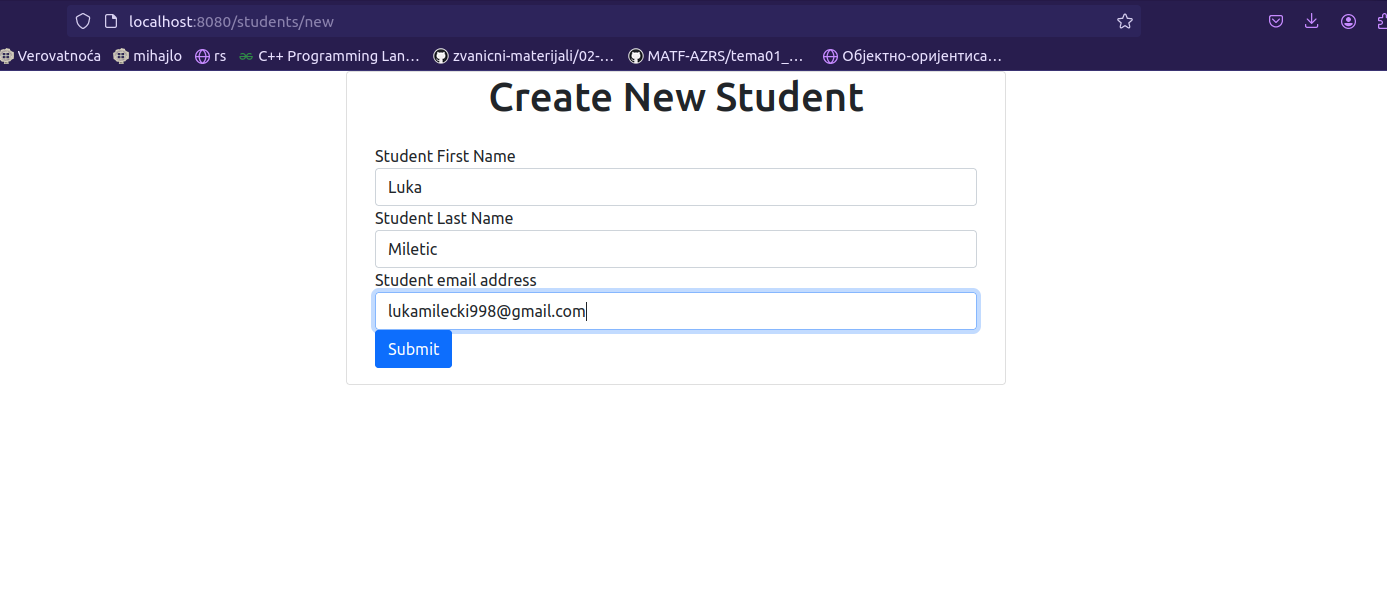 localhost:8080/students/new
Verovatnoća mihajlo rs C++ Programming Lan… zvanicni-materijali/02-… MATF-AZRS/tema01_… Објектно-оријентиса…
Create New Student
Student First Name
Luka
Student Last Name
Miletic
Student email address
lukamilecki998@gmail.com
Submit